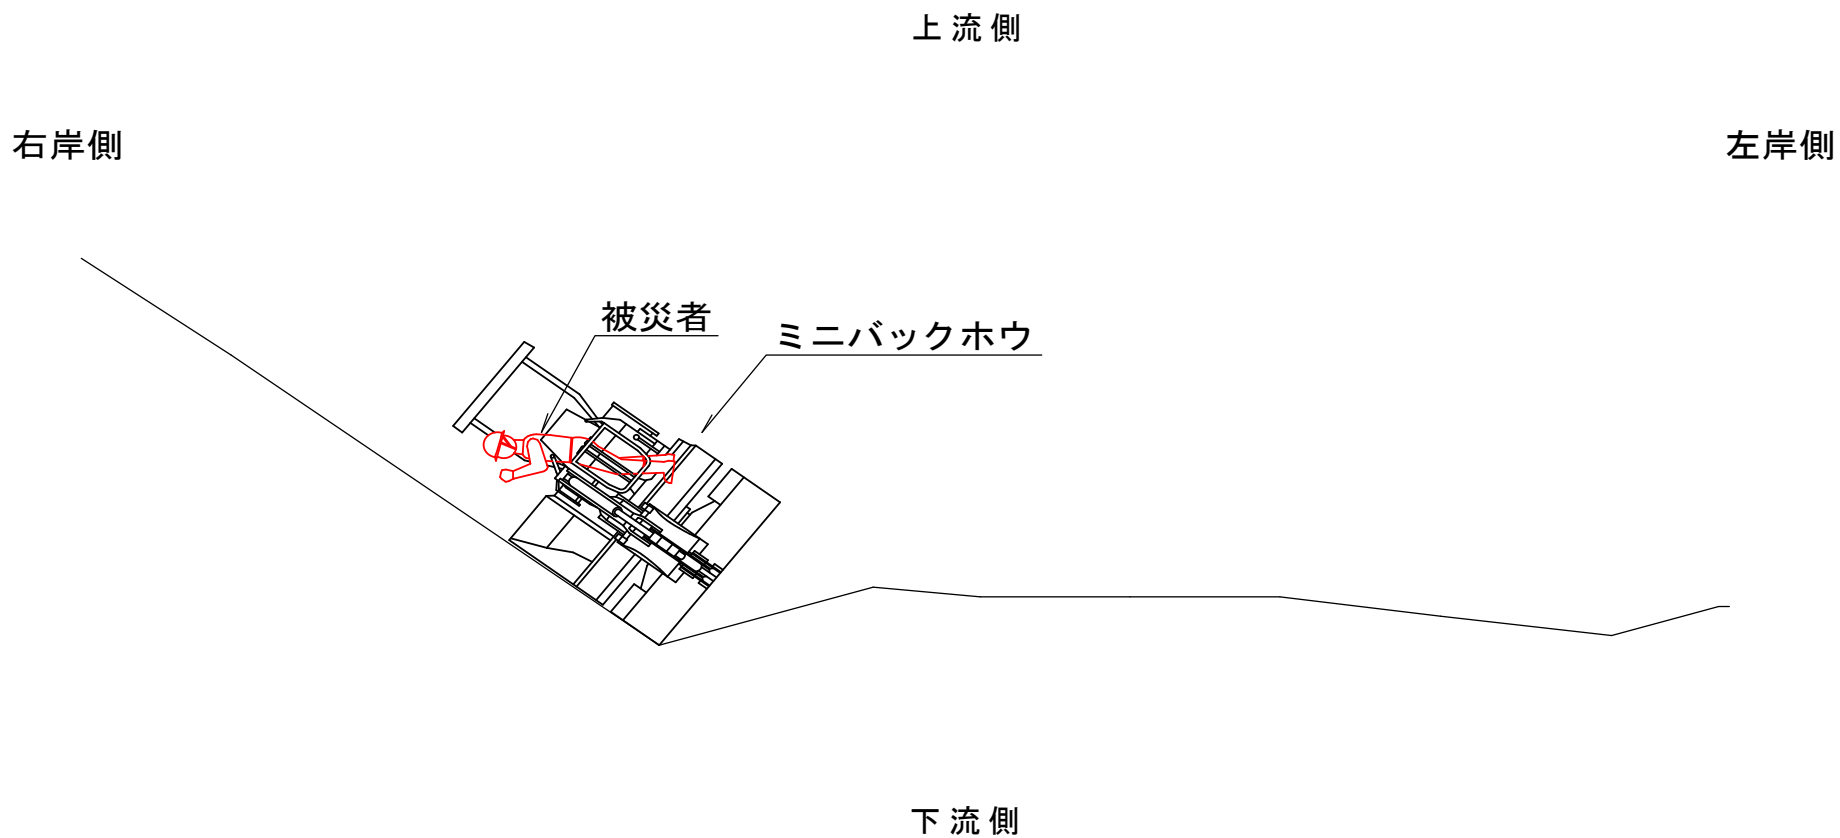 上流側
右岸側
左岸側
被災者
ミニバックホウ
下流側